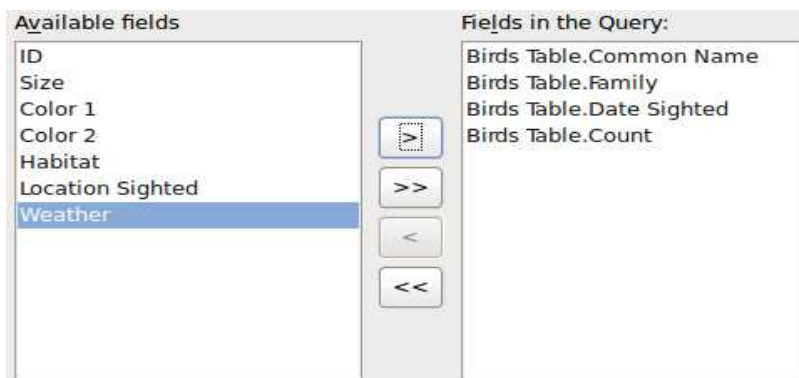 Available fields
ID
Size
Color 1
Color 2
Habitat
Location Sighted
Weather
>
>>
<
<<
Fields in the Query:
Birds Table.Common Name
Birds Table.Family
Birds Table.Date Sighted
Birds Table.Count